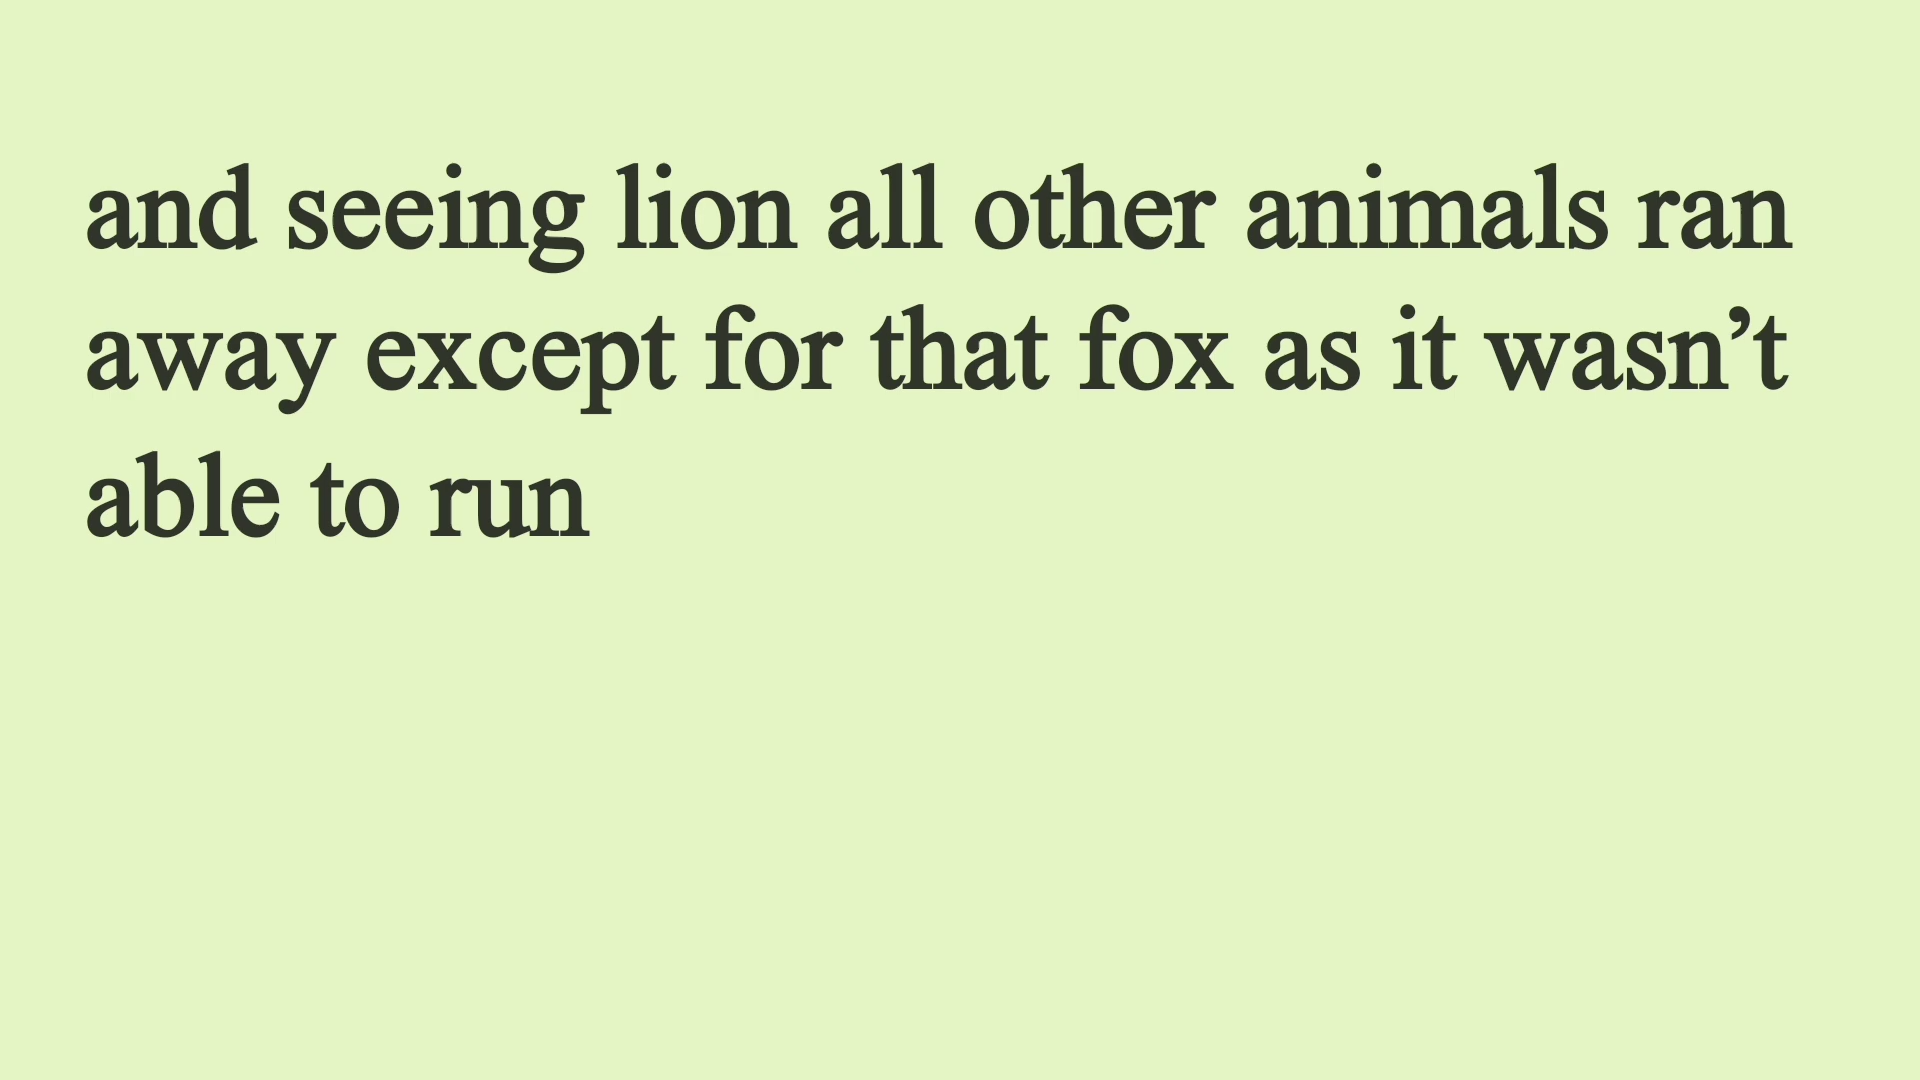 and seeing lion all other animals ran
away except for that fox as it wasn’t
able to run